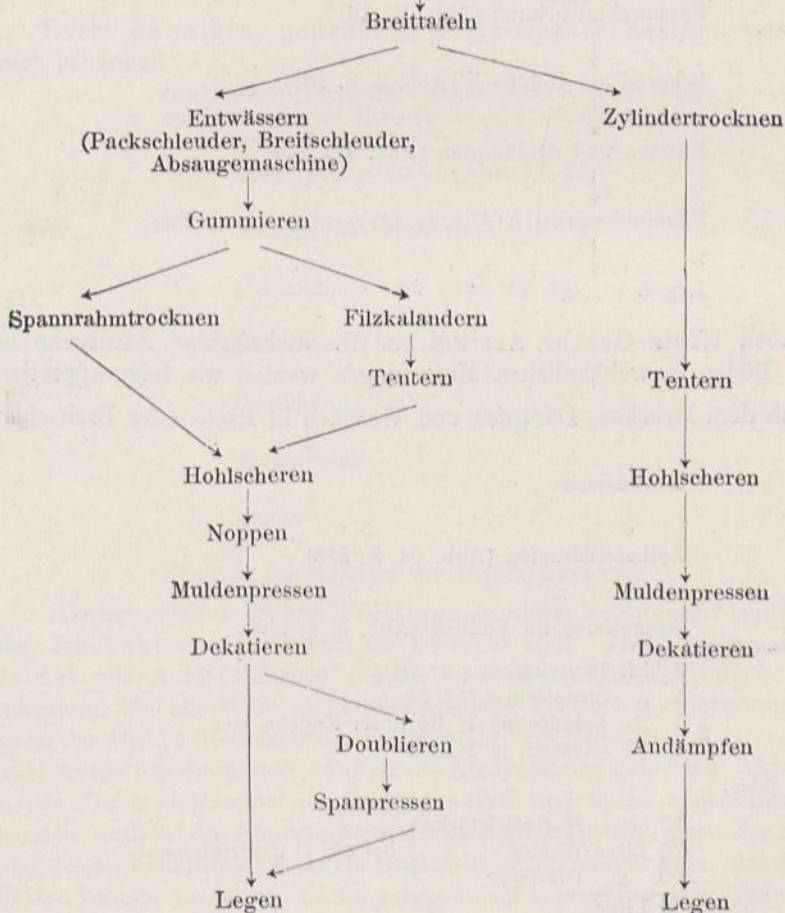 Breittafeln
Entwässern
(Packschleuder, Breitschleuder,
Absaugemaschine)
Zylindertrocknen
Gummieren
Spannrahmtrocknen
Filzkalandern
Tentern
Tentern
Hohlscheren
Hohlscheren
Noppen
Muldenpressen
Muldenpressen
Dekatieren
Dekatieren
Doublieren
Andämpfen
Spanpressen
Legen
Legen